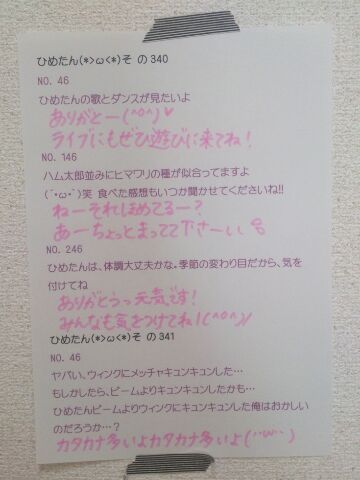 ひめたん(*>ω<*)そ の340
NO. 46
ひめたんの歌とダンスが見たいよ
ありがとー(^o^)♥
ライブにもぜひ遊びに来てね!
NO. 146
ハム太郎並みにヒマワリの種が似合ってますよ
(´･ω･`)笑 食べた感想もいつか聞かせてくださいね!!
ねーそれほめてるー?
あーちょっとまってて下さーい
NO. 246
ひめたんは、体調大丈夫かな。季節の変わり目だから、気を
付けてね
ありがとうっ元気です!
みんなも気をつけてね!(^o^)/
ひめたん(*>ω<*)そ の341
NO. 46
ヤバい、ウィンクにメッチャキュンキュンした…
もしかしたら、ビームよりキュンキュンしたかも…
ひめたんビームよりウィンクにキュンキュンした俺はおかしい
のだろうか…?
カタカナ多いよカタカナ多いよ(˙˙ω˙˙)